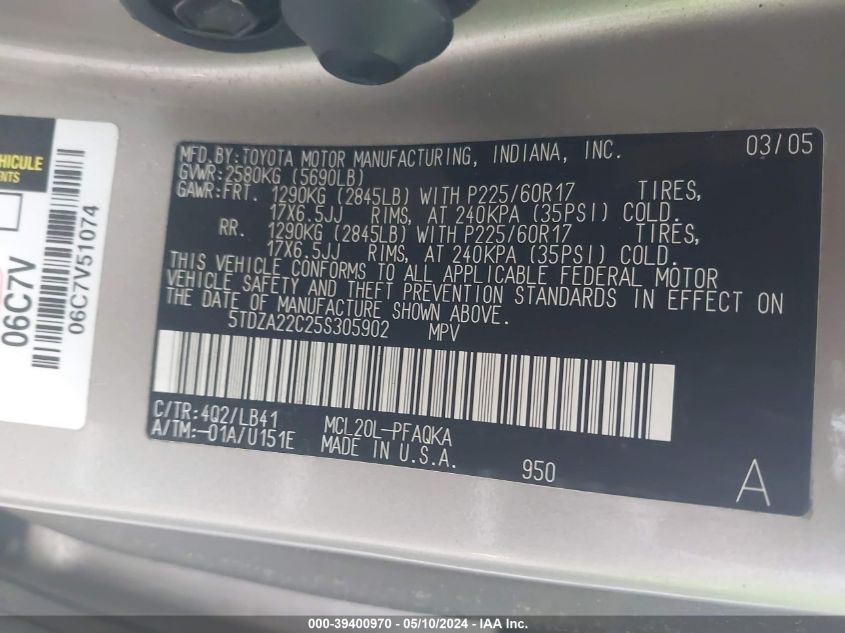 MFD. BY: TOYOTA MOTOR MANUFACTURING, INDIANA, INC. 03/05
GVWR: 2580KG (5690LB)
GAWR: FRT. 1290KG (2845LB) WITH P225/60R17 TIRES,
17X6.5JJ RIMS, AT 240KPA (35PSI) COLD.
RR. 1290KG (2845LB) WITH P225/60R17 TIRES,
17X6.5JJ RIMS, AT 240KPA (35PSI) COLD.
THIS VEHICLE CONFORMS TO ALL APPLICABLE FEDERAL MOTOR
VEHICLE SAFETY AND THEFT PREVENTION STANDARDS IN EFFECT ON
THE DATE OF MANUFACTURE SHOWN ABOVE.
5TDZA22C25S305902 MPV
C/TR: 4Q2/LB41 MCL20L-PFAQKA
A/TM: -01A/U151E MADE IN U.S.A. 950 A
VEHICULE
06C7V
06C7V51074
000-39400970 - 05/10/2024 - IAA Inc.